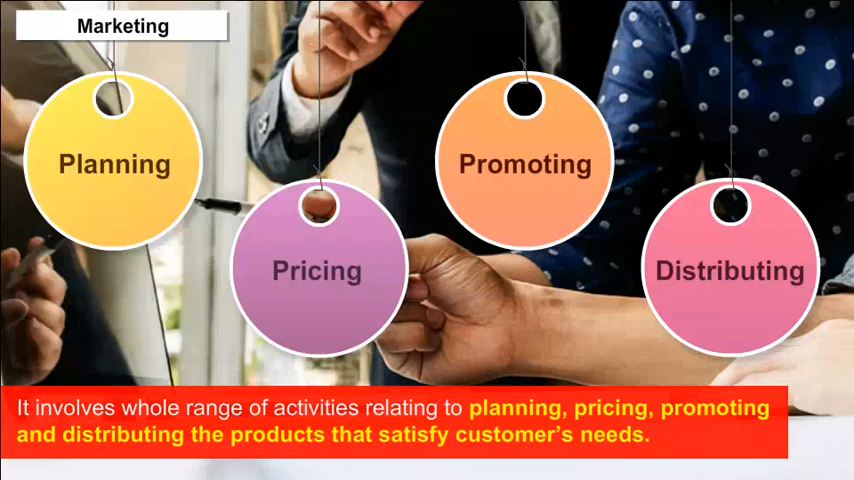 Marketing
Planning
Pricing
Promoting
Distributing
It involves whole range of activities relating to planning, pricing, promoting
and distributing the products that satisfy customer’s needs.